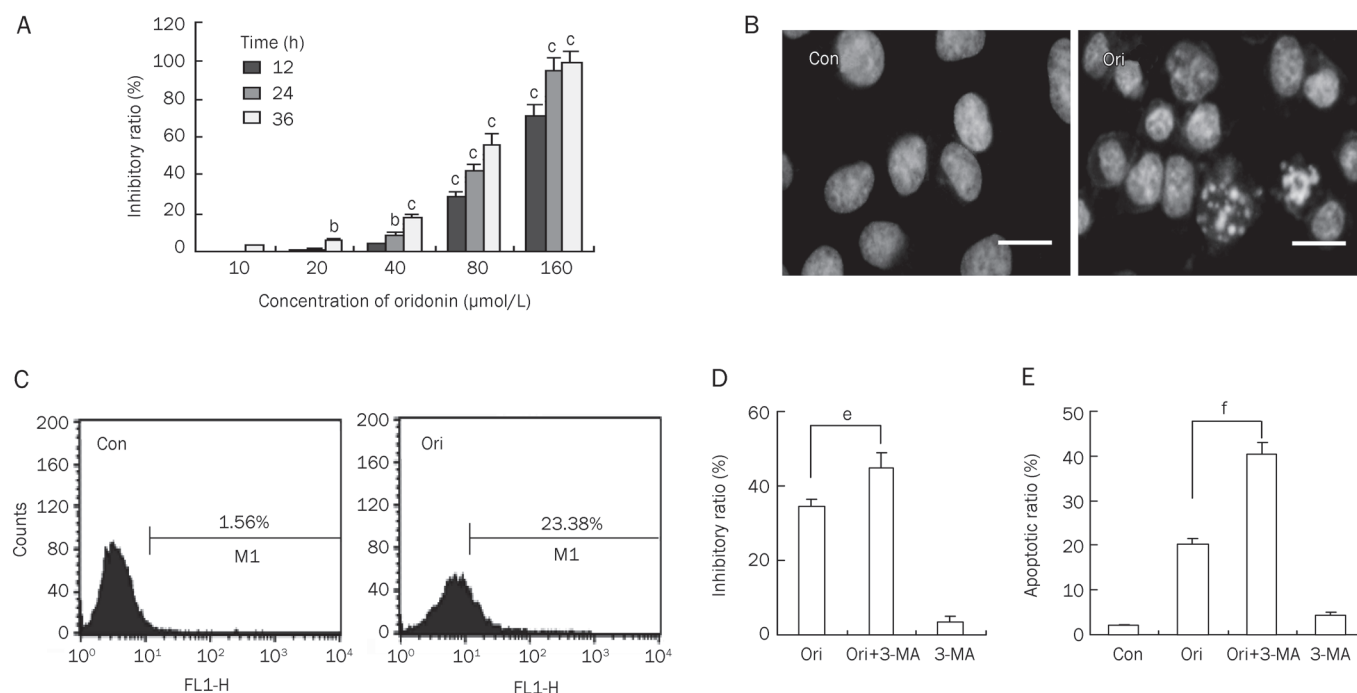 A
120
100
80
60
40
20
0
Inhibitory ratio (%)
Time (h)
12
24
36
b
b
c
c
c
c
c
c
c
10 20 40 80 160
Concentration of oridonin (µmol/L)
B
Con
Ori
C
Counts
200
160
120
80
40
0
Con
1.56%
M1
10⁰ 10¹ 10² 10³ 10⁴
FL1-H
200
160
120
80
40
0
Ori
23.38%
M1
10⁰ 10¹ 10² 10³ 10⁴
FL1-H
D
Inhibitory ratio (%)
60
40
20
0
e
Ori Ori+3-MA 3-MA
E
Apoptotic ratio (%)
50
40
30
20
10
0
f
Con Ori Ori+3-MA 3-MA